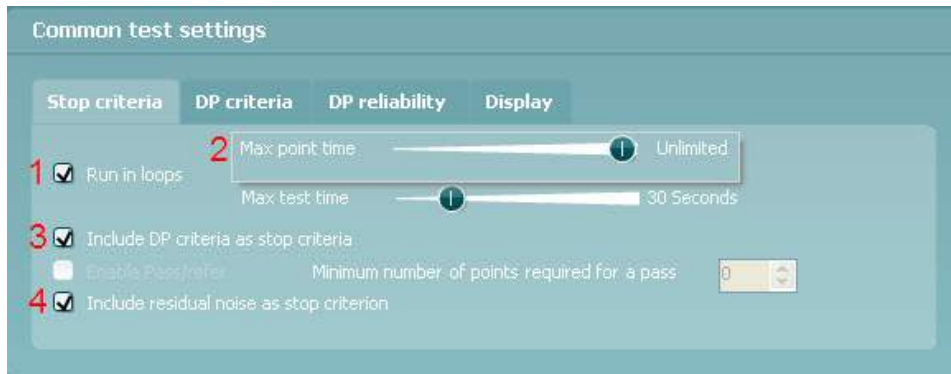 Common test settings
Stop criteria DP criteria DP reliability Display
2 Max point time Unlimited
1 Run in loops
Max test time 30 Seconds
3 Include DP criteria as stop criteria
Enable Pass/refer Minimum number of points required for a pass 0
4 Include residual noise as stop criterion